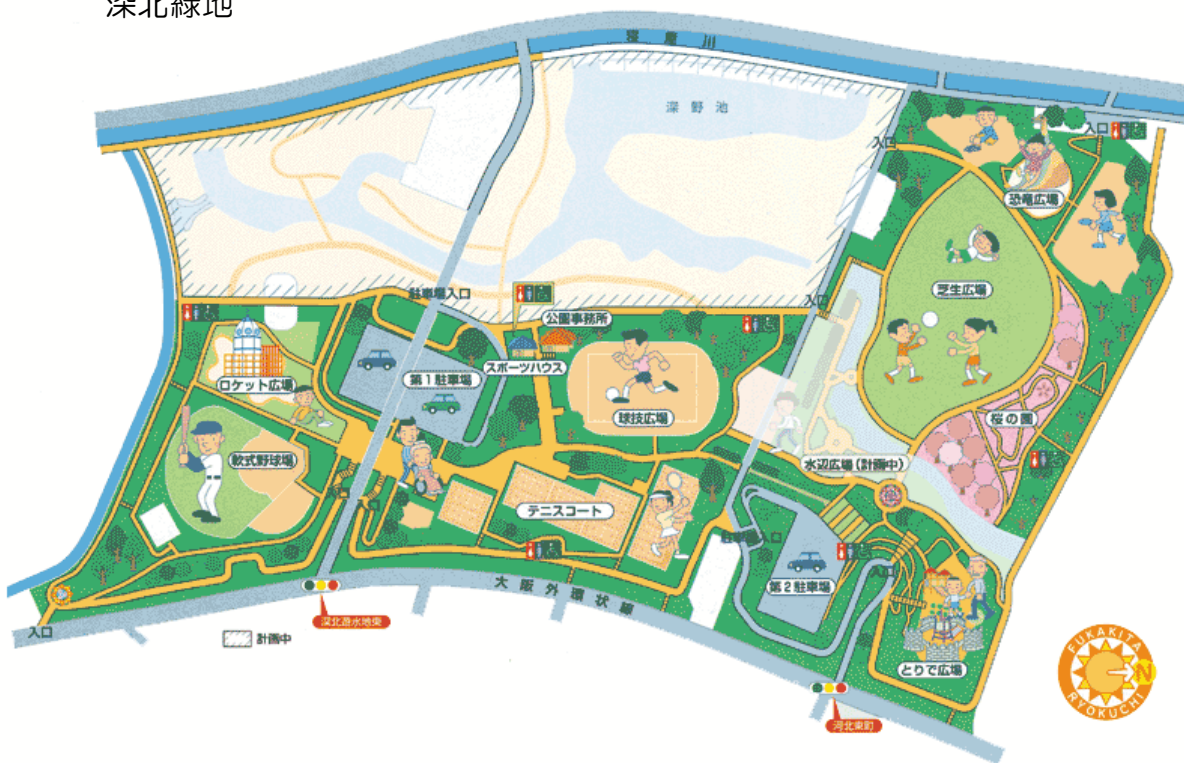 深北緑地
寝屋川
深野池
入口
入口
恐竜広場
芝生広場
駐車場入口
入口
公園事務所
スポーツハウス
ロケット広場
第1駐車場
球技広場
桜の園
軟式野球場
水辺広場(計画中)
入口
入口
テニスコート
駐車場入口
入口
第2駐車場
大阪外環状線
とりで広場
入口
深北遊水地東
計画中
河北東町
FUKAKITA
N
RYOKUCHI